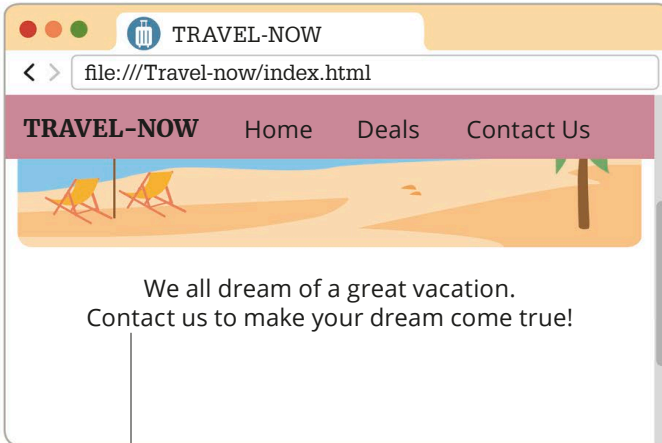 TRAVEL-NOW
file:///Travel-now/index.html
TRAVEL-NOW Home Deals Contact Us
We all dream of a great vacation.
Contact us to make your dream come true!